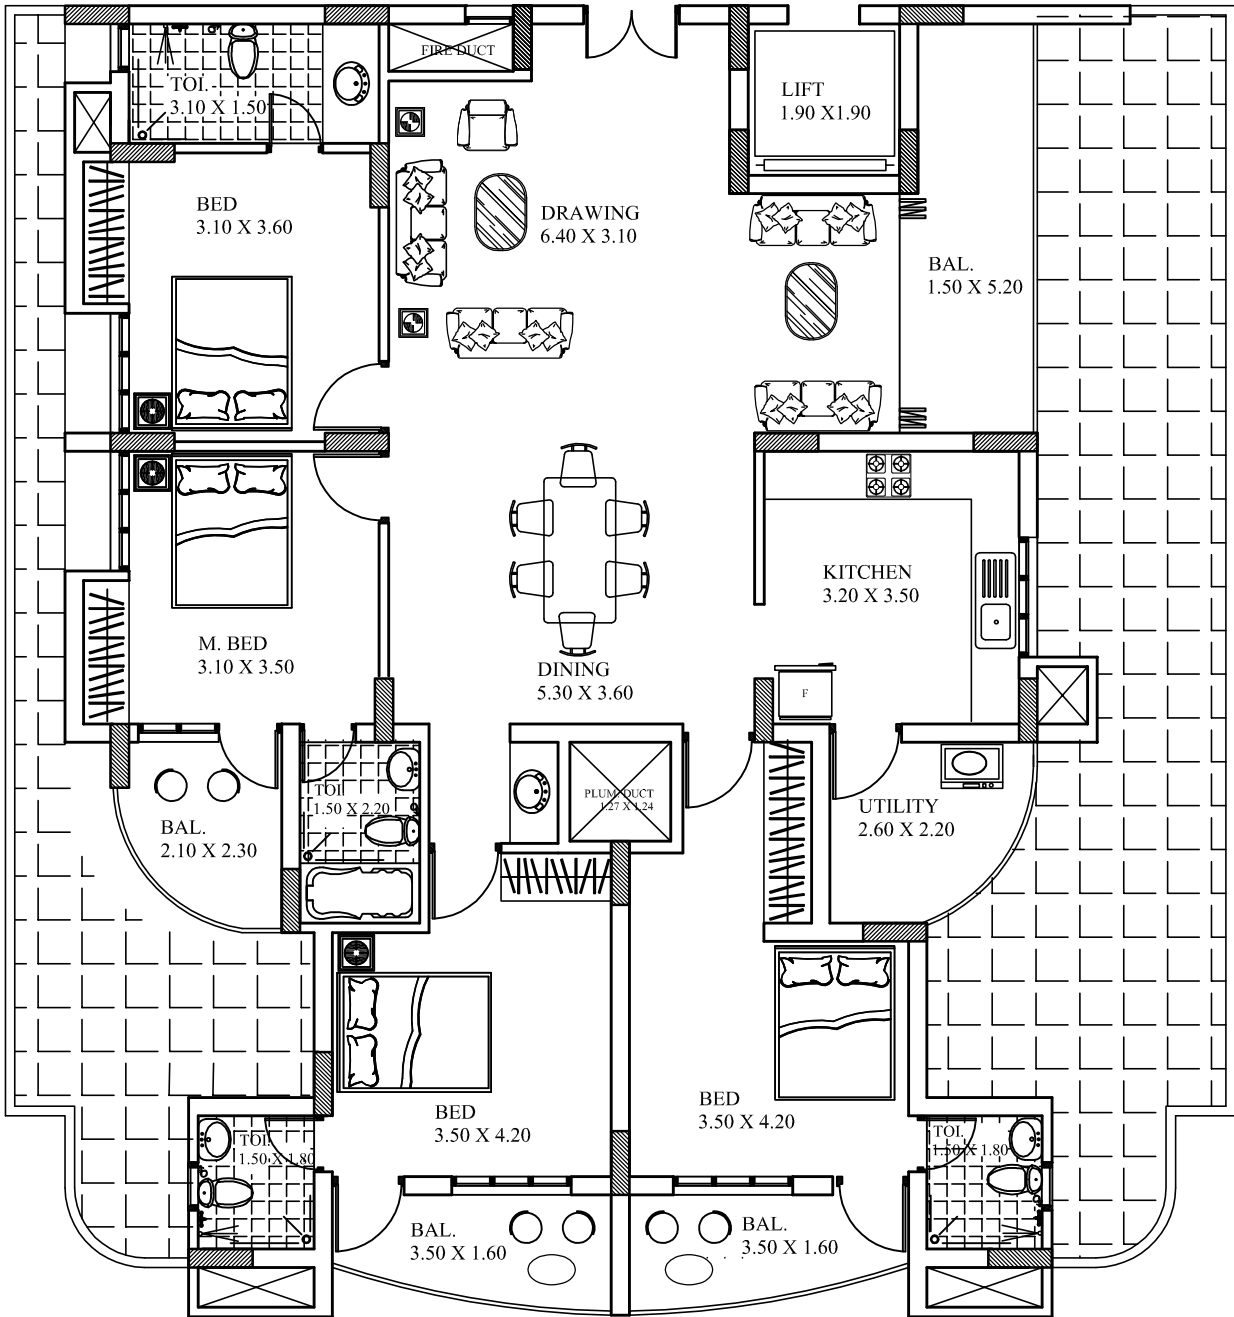 FIRE DUCT
TOI.
3.10 X 1.50
LIFT
1.90 X1.90
BED
3.10 X 3.60
DRAWING
6.40 X 3.10
BAL.
1.50 X 5.20
KITCHEN
3.20 X 3.50
M. BED
3.10 X 3.50
DINING
5.30 X 3.60
F
TOI.
1.50 X 2.20
PLUM. DUCT
1.27 X 1.24
UTILITY
2.60 X 2.20
BAL.
2.10 X 2.30
BED
3.50 X 4.20
BED
3.50 X 4.20
TOI.
1.50 X 1.80
TOI.
1.50 X 1.80
BAL.
3.50 X 1.60
BAL.
3.50 X 1.60